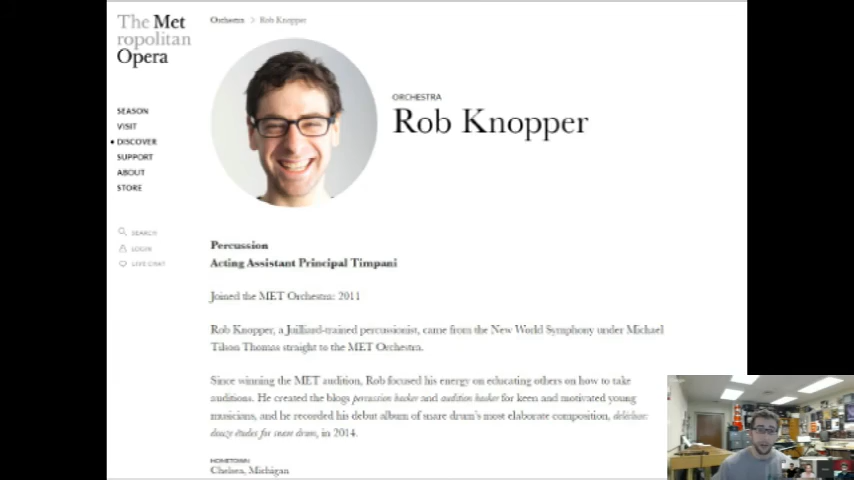 The Met
ropolitan
Opera
Orchestra > Rob Knopper
ORCHESTRA
Rob Knopper
SEASON
VISIT
• DISCOVER
SUPPORT
ABOUT
STORE
SEARCH
LOGIN
LIVE CHAT
Percussion
Acting Assistant Principal Timpani
Joined the MET Orchestra: 2011
Rob Knopper, a Juilliard-trained percussionist, came from the New World Symphony under Michael
Tilson Thomas straight to the MET Orchestra.
Since winning the MET audition, Rob focused his energy on educating others on how to take
auditions. He created the blogs percussion hacker and audition hacker for keen and motivated young
musicians, and he recorded his debut album of snare drum's most elaborate composition, delécluse:
douze études for snare drum, in 2014.
HOMETOWN
Chelsea, Michigan